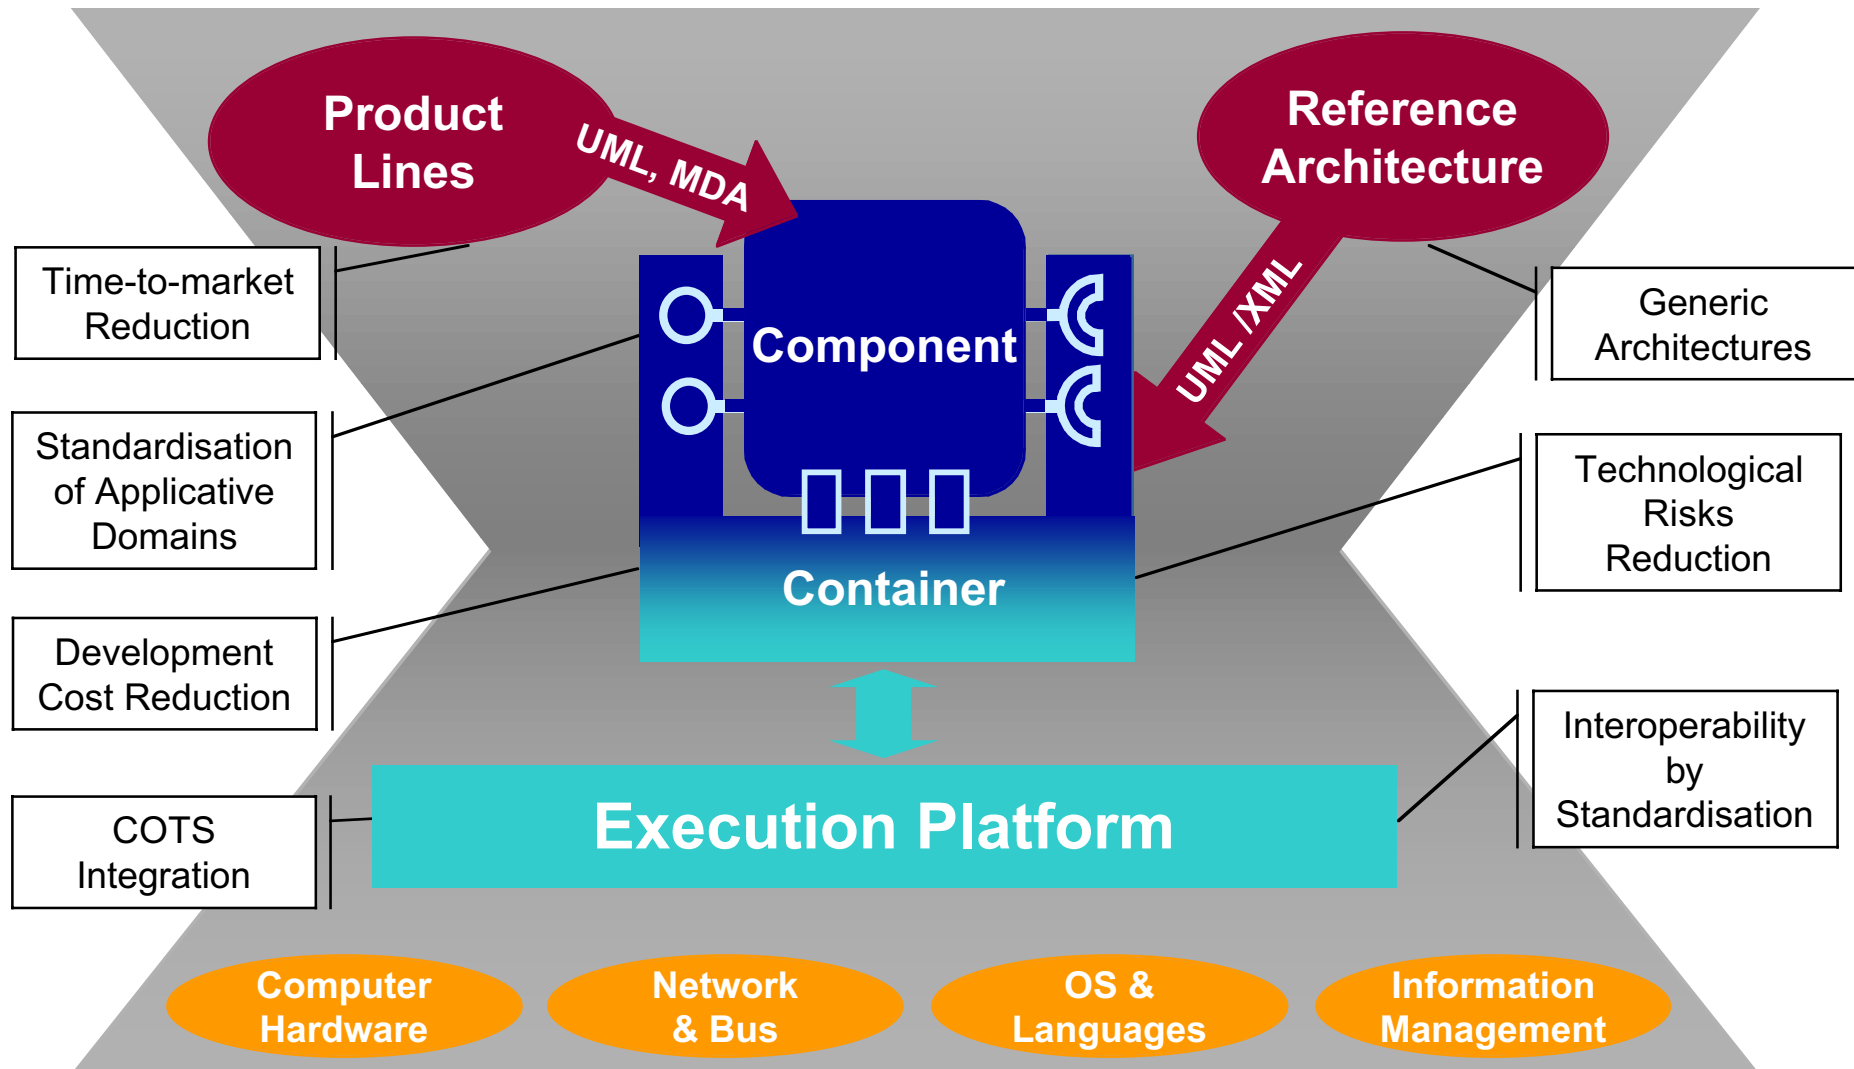 Product
Lines
UML, MDA
Reference
Architecture
UML /XML
Time-to-market
Reduction
Generic
Architectures
Component
Standardisation
of Applicative
Domains
Technological
Risks
Reduction
Container
Development
Cost Reduction
Interoperability
by
Standardisation
COTS
Integration
Execution Platform
Computer
Hardware
Network
& Bus
OS &
Languages
Information
Management